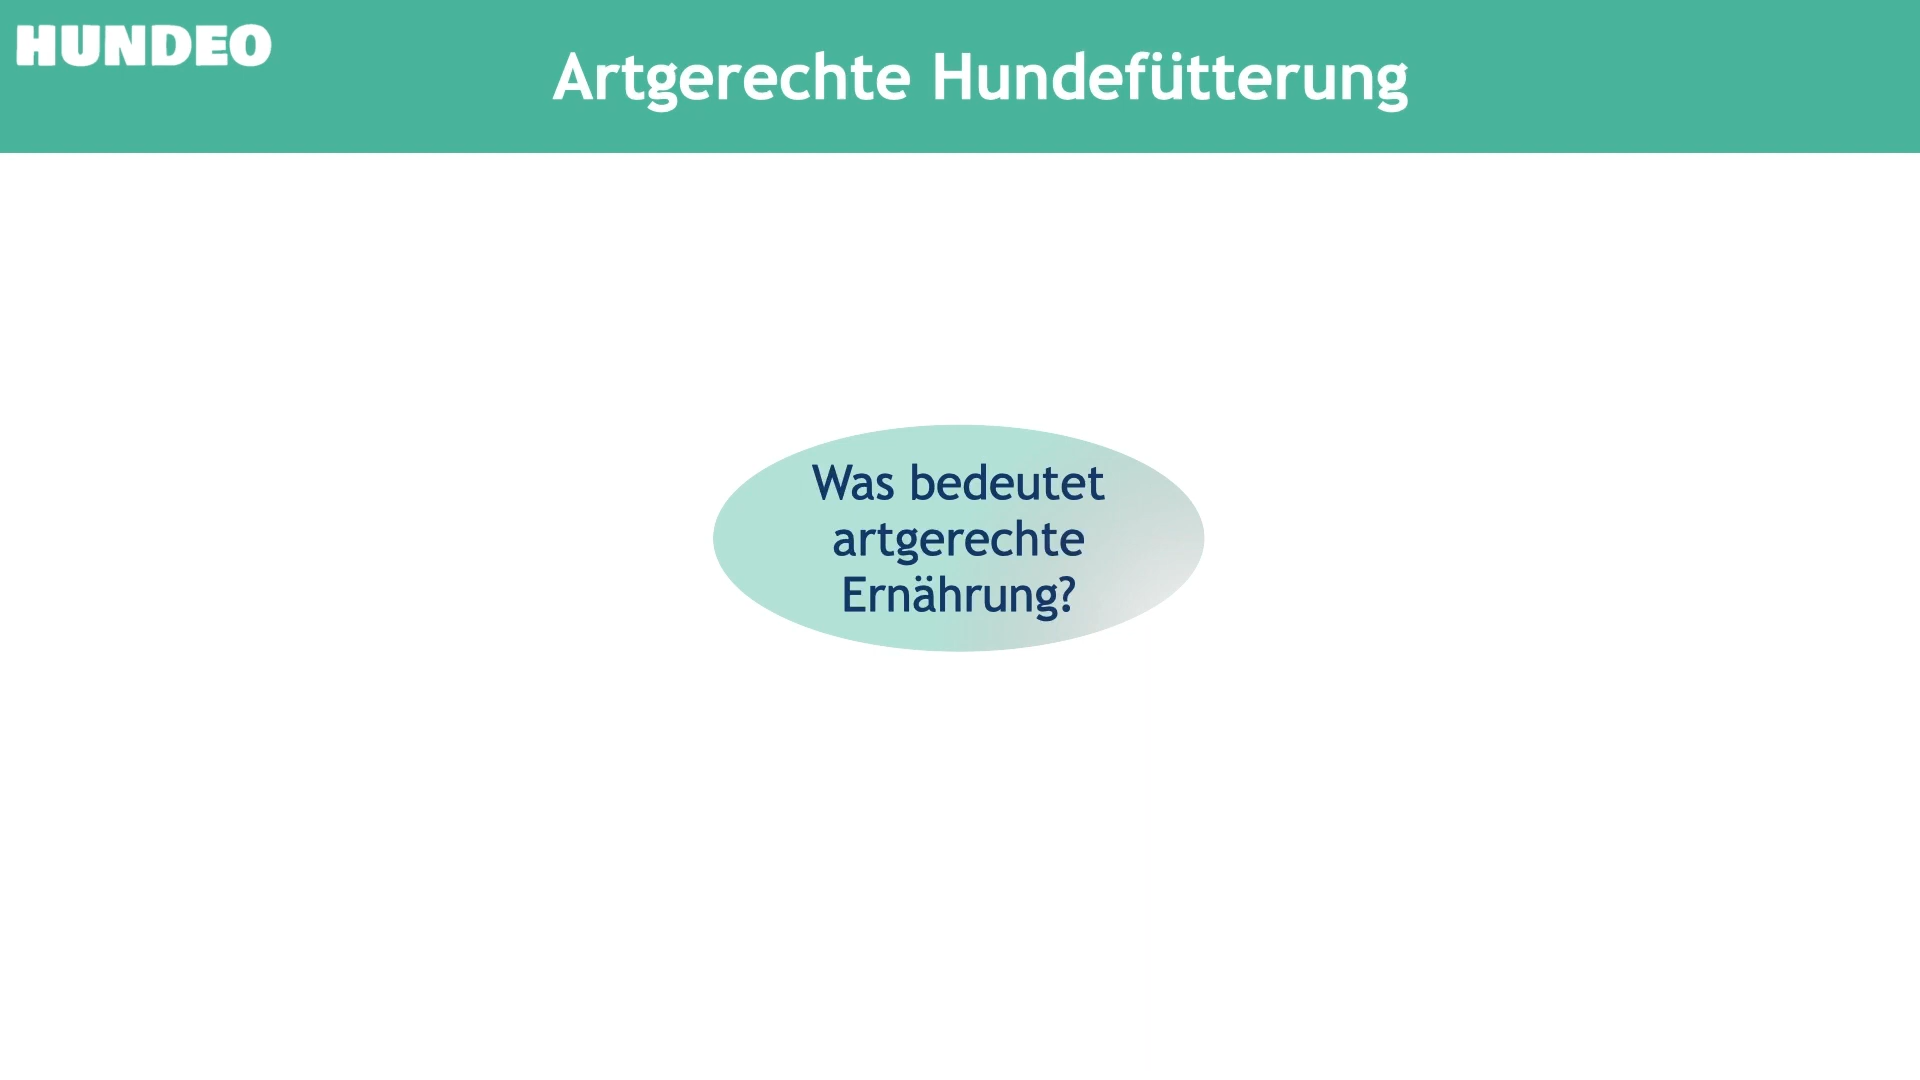 HUNDEO
Artgerechte Hundefütterung
Was bedeutet
artgerechte
Ernährung?